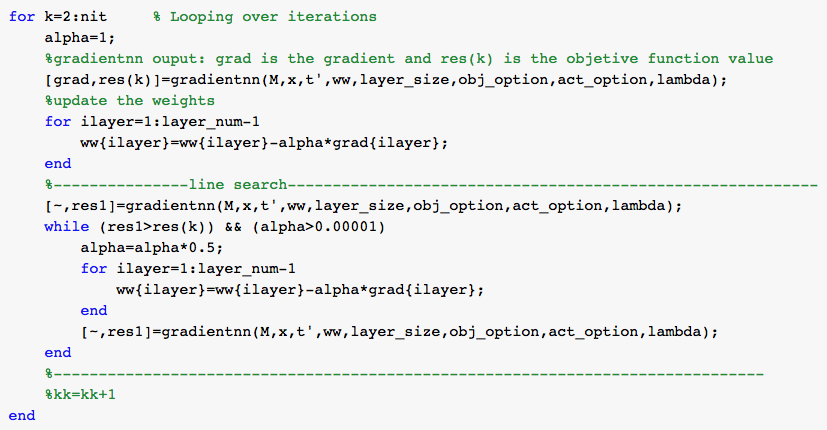 for k=2:nit     % Looping over iterations
    alpha=1;
    %gradientnn ouput: grad is the gradient and res(k) is the objetive function value
    [grad,res(k)]=gradientnn(M,x,t',ww,layer_size,obj_option,act_option,lambda);
    %update the weights
    for ilayer=1:layer_num-1
        ww{ilayer}=ww{ilayer}-alpha*grad{ilayer};
    end
    %---------------line search-----------------------------------------------------------
    [~,res1]=gradientnn(M,x,t',ww,layer_size,obj_option,act_option,lambda);
    while (res1>res(k)) && (alpha>0.00001)
        alpha=alpha*0.5;
        for ilayer=1:layer_num-1
            ww{ilayer}=ww{ilayer}-alpha*grad{ilayer};
        end
        [~,res1]=gradientnn(M,x,t',ww,layer_size,obj_option,act_option,lambda);
    end
    %-------------------------------------------------------------------------------
    %kk=kk+1
end